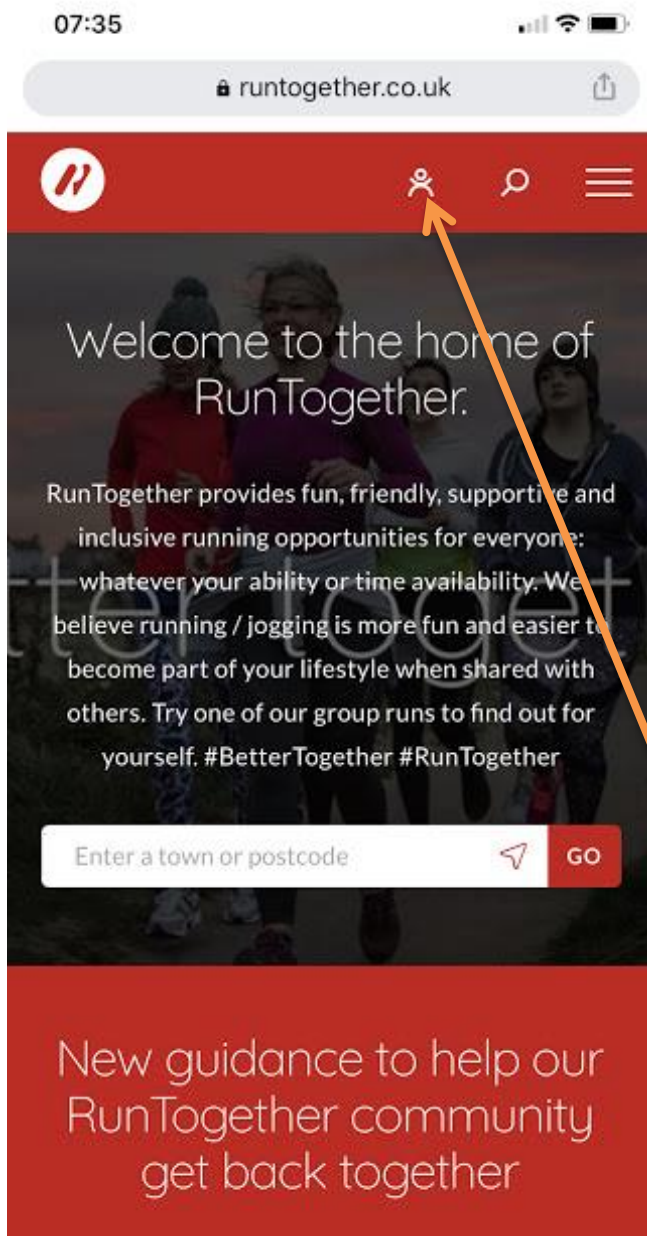 07:35
runtogether.co.uk
Welcome to the home of
RunTogether.
RunTogether provides fun, friendly, supportive and
inclusive running opportunities for everyone:
whatever your ability or time availability. We
believe running / jogging is more fun and easier to
become part of your lifestyle when shared with
others. Try one of our group runs to find out for
yourself. #BetterTogether #RunTogether
Enter a town or postcode
GO
New guidance to help our
RunTogether community
get back together